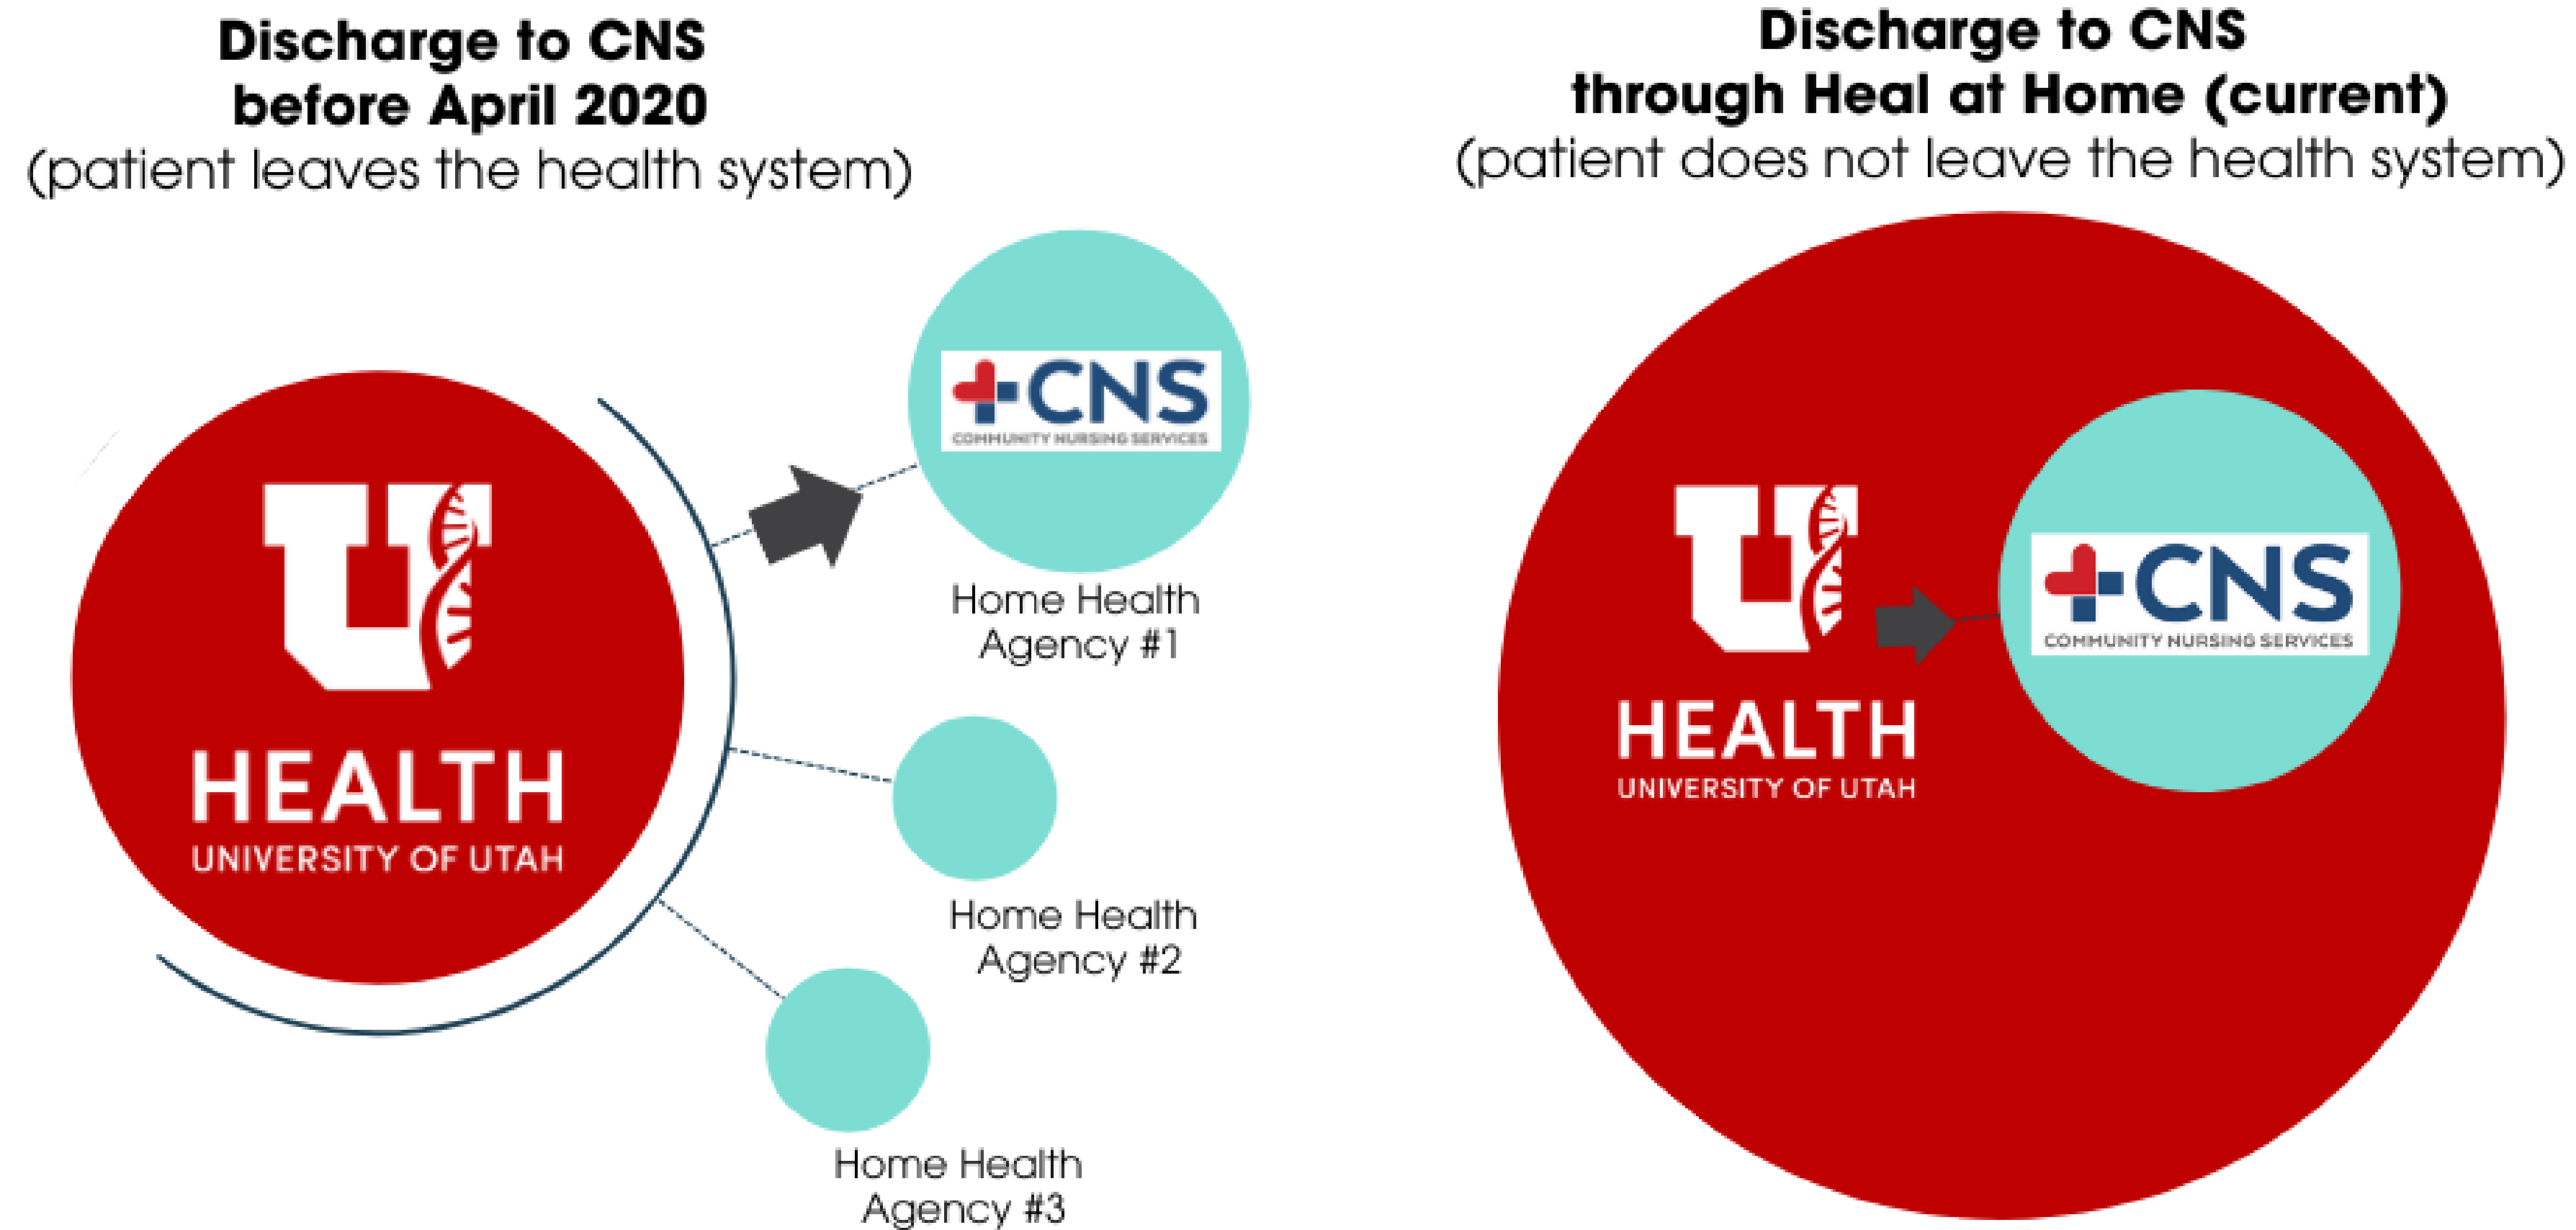 Discharge to CNS
before April 2020
(patient leaves the health system)
CNS
COMMUNITY NURSING SERVICES
Home Health
Agency #1
U
HEALTH
UNIVERSITY OF UTAH
Home Health
Agency #2
Home Health
Agency #3
Discharge to CNS
through Heal at Home (current)
(patient does not leave the health system)
U
HEALTH
UNIVERSITY OF UTAH
CNS
COMMUNITY NURSING SERVICES